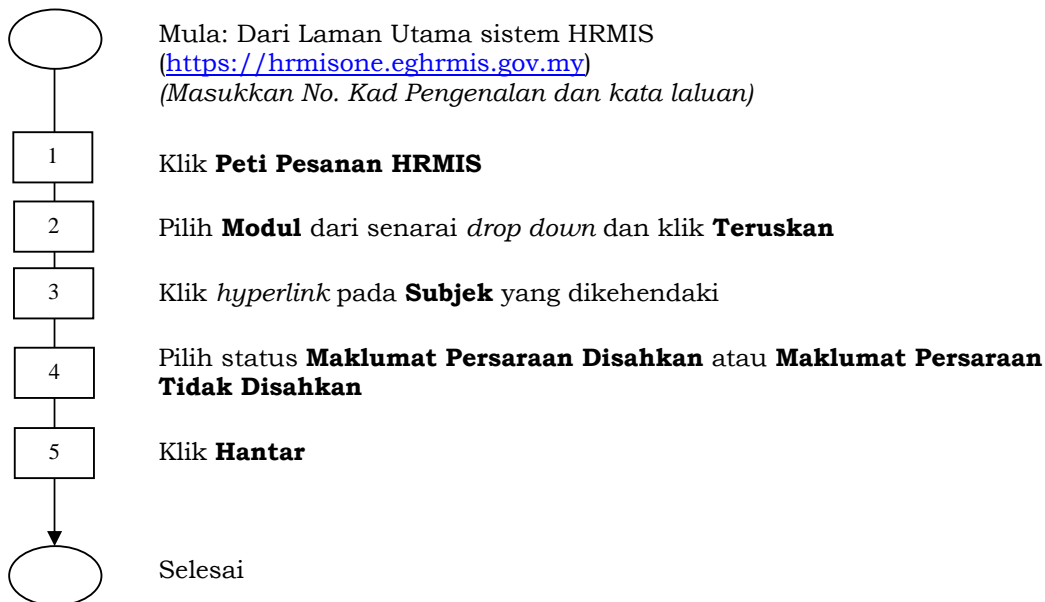 Mula: Dari Laman Utama sistem HRMIS
(https://hrmisone.eghrmis.gov.my)
(Masukkan No. Kad Pengenalan dan kata laluan)
1
Klik Peti Pesanan HRMIS
2
Pilih Modul dari senarai drop down dan klik Teruskan
3
Klik hyperlink pada Subjek yang dikehendaki
4
Pilih status Maklumat Persaraan Disahkan atau Maklumat Persaraan
Tidak Disahkan
5
Klik Hantar
Selesai